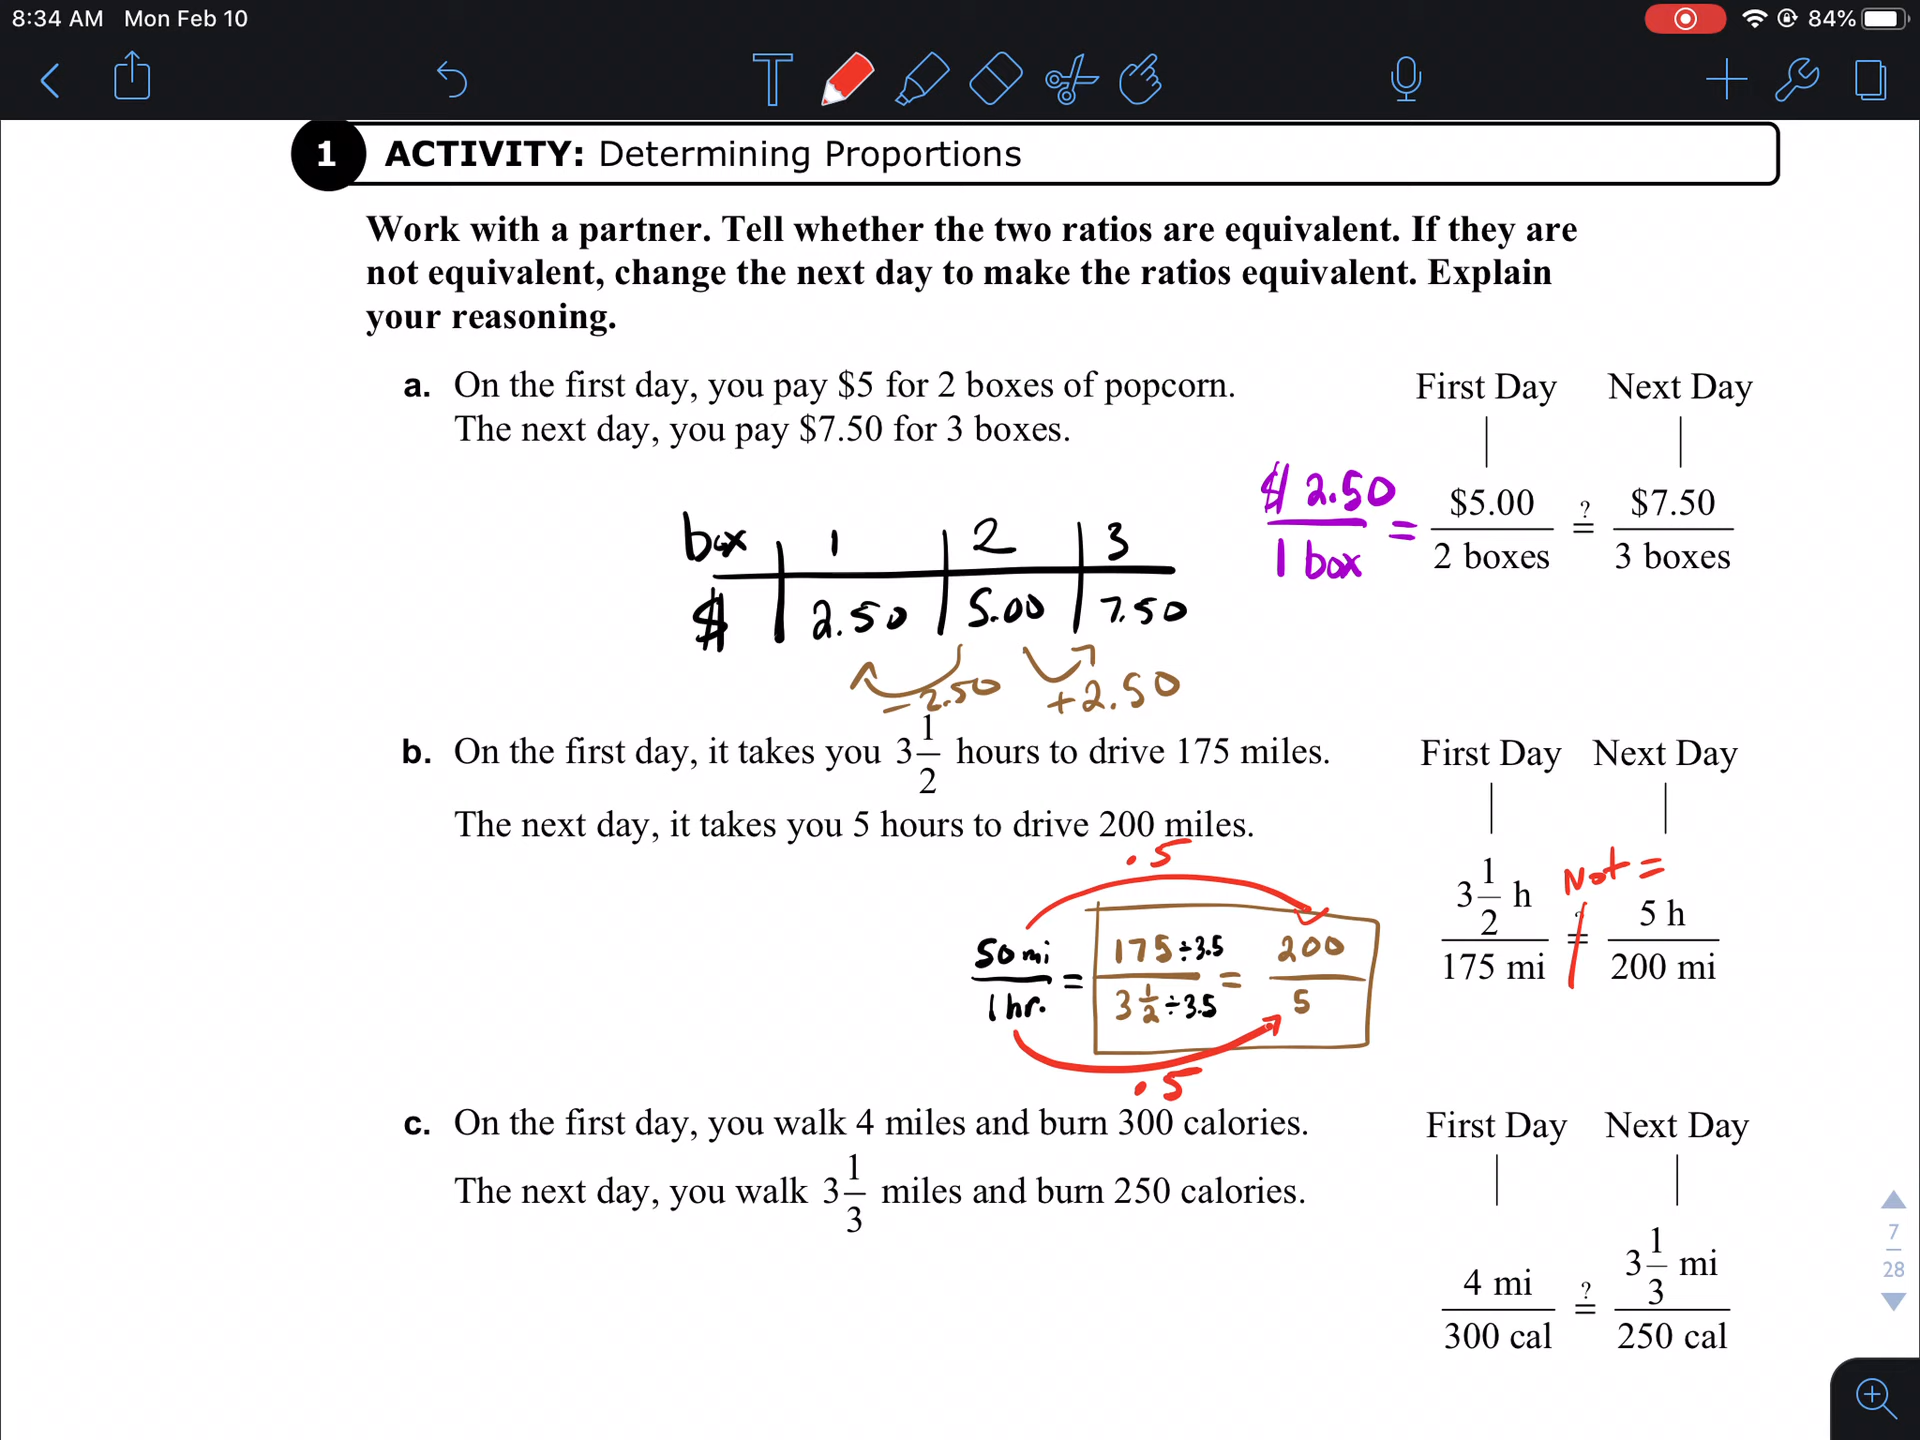 8:34 AM Mon Feb 10
84%
T
1 ACTIVITY: Determining Proportions
Work with a partner. Tell whether the two ratios are equivalent. If they are
not equivalent, change the next day to make the ratios equivalent. Explain
your reasoning.
a. On the first day, you pay $5 for 2 boxes of popcorn.
The next day, you pay $7.50 for 3 boxes.
First Day Next Day
$2.50 / 1 box = $5.00 / 2 boxes ?= $7.50 / 3 boxes
box 1 2 3
$ 2.50 5.00 7.50
-2.50 +2.50
b. On the first day, it takes you 3 1/2 hours to drive 175 miles.
The next day, it takes you 5 hours to drive 200 miles.
First Day Next Day
Not =
3 1/2 h / 175 mi ?= 5 h / 200 mi
.5
50 mi / 1 hr. = 175 ÷3.5 / 3 1/2 ÷3.5 = 200 / 5
.5
c. On the first day, you walk 4 miles and burn 300 calories.
The next day, you walk 3 1/3 miles and burn 250 calories.
First Day Next Day
4 mi / 300 cal ?= 3 1/3 mi / 250 cal
7
28